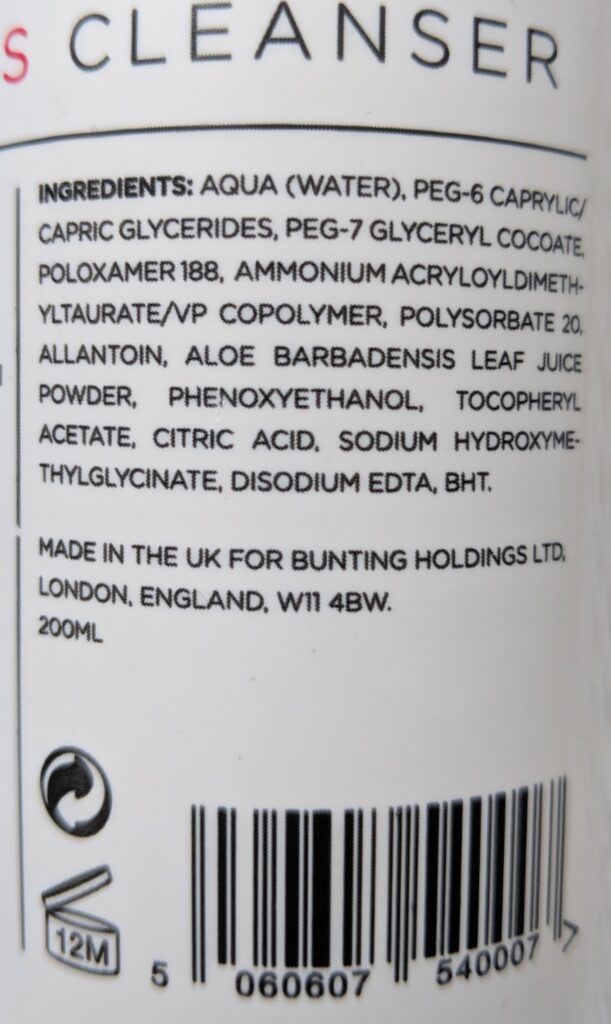 S CLEANSER
INGREDIENTS: AQUA (WATER), PEG-6 CAPRYLIC/
CAPRIC GLYCERIDES, PEG-7 GLYCERYL COCOATE,
POLOXAMER 188, AMMONIUM ACRYLOYLDIMETH-
YLTAURATE/VP COPOLYMER, POLYSORBATE 20,
ALLANTOIN, ALOE BARBADENSIS LEAF JUICE
POWDER, PHENOXYETHANOL, TOCOPHERYL
ACETATE, CITRIC ACID, SODIUM HYDROXYME-
THYLGLYCINATE, DISODIUM EDTA, BHT.
MADE IN THE UK FOR BUNTING HOLDINGS LTD,
LONDON, ENGLAND, W11 4BW.
200ML
12M
5 060607 540007 >